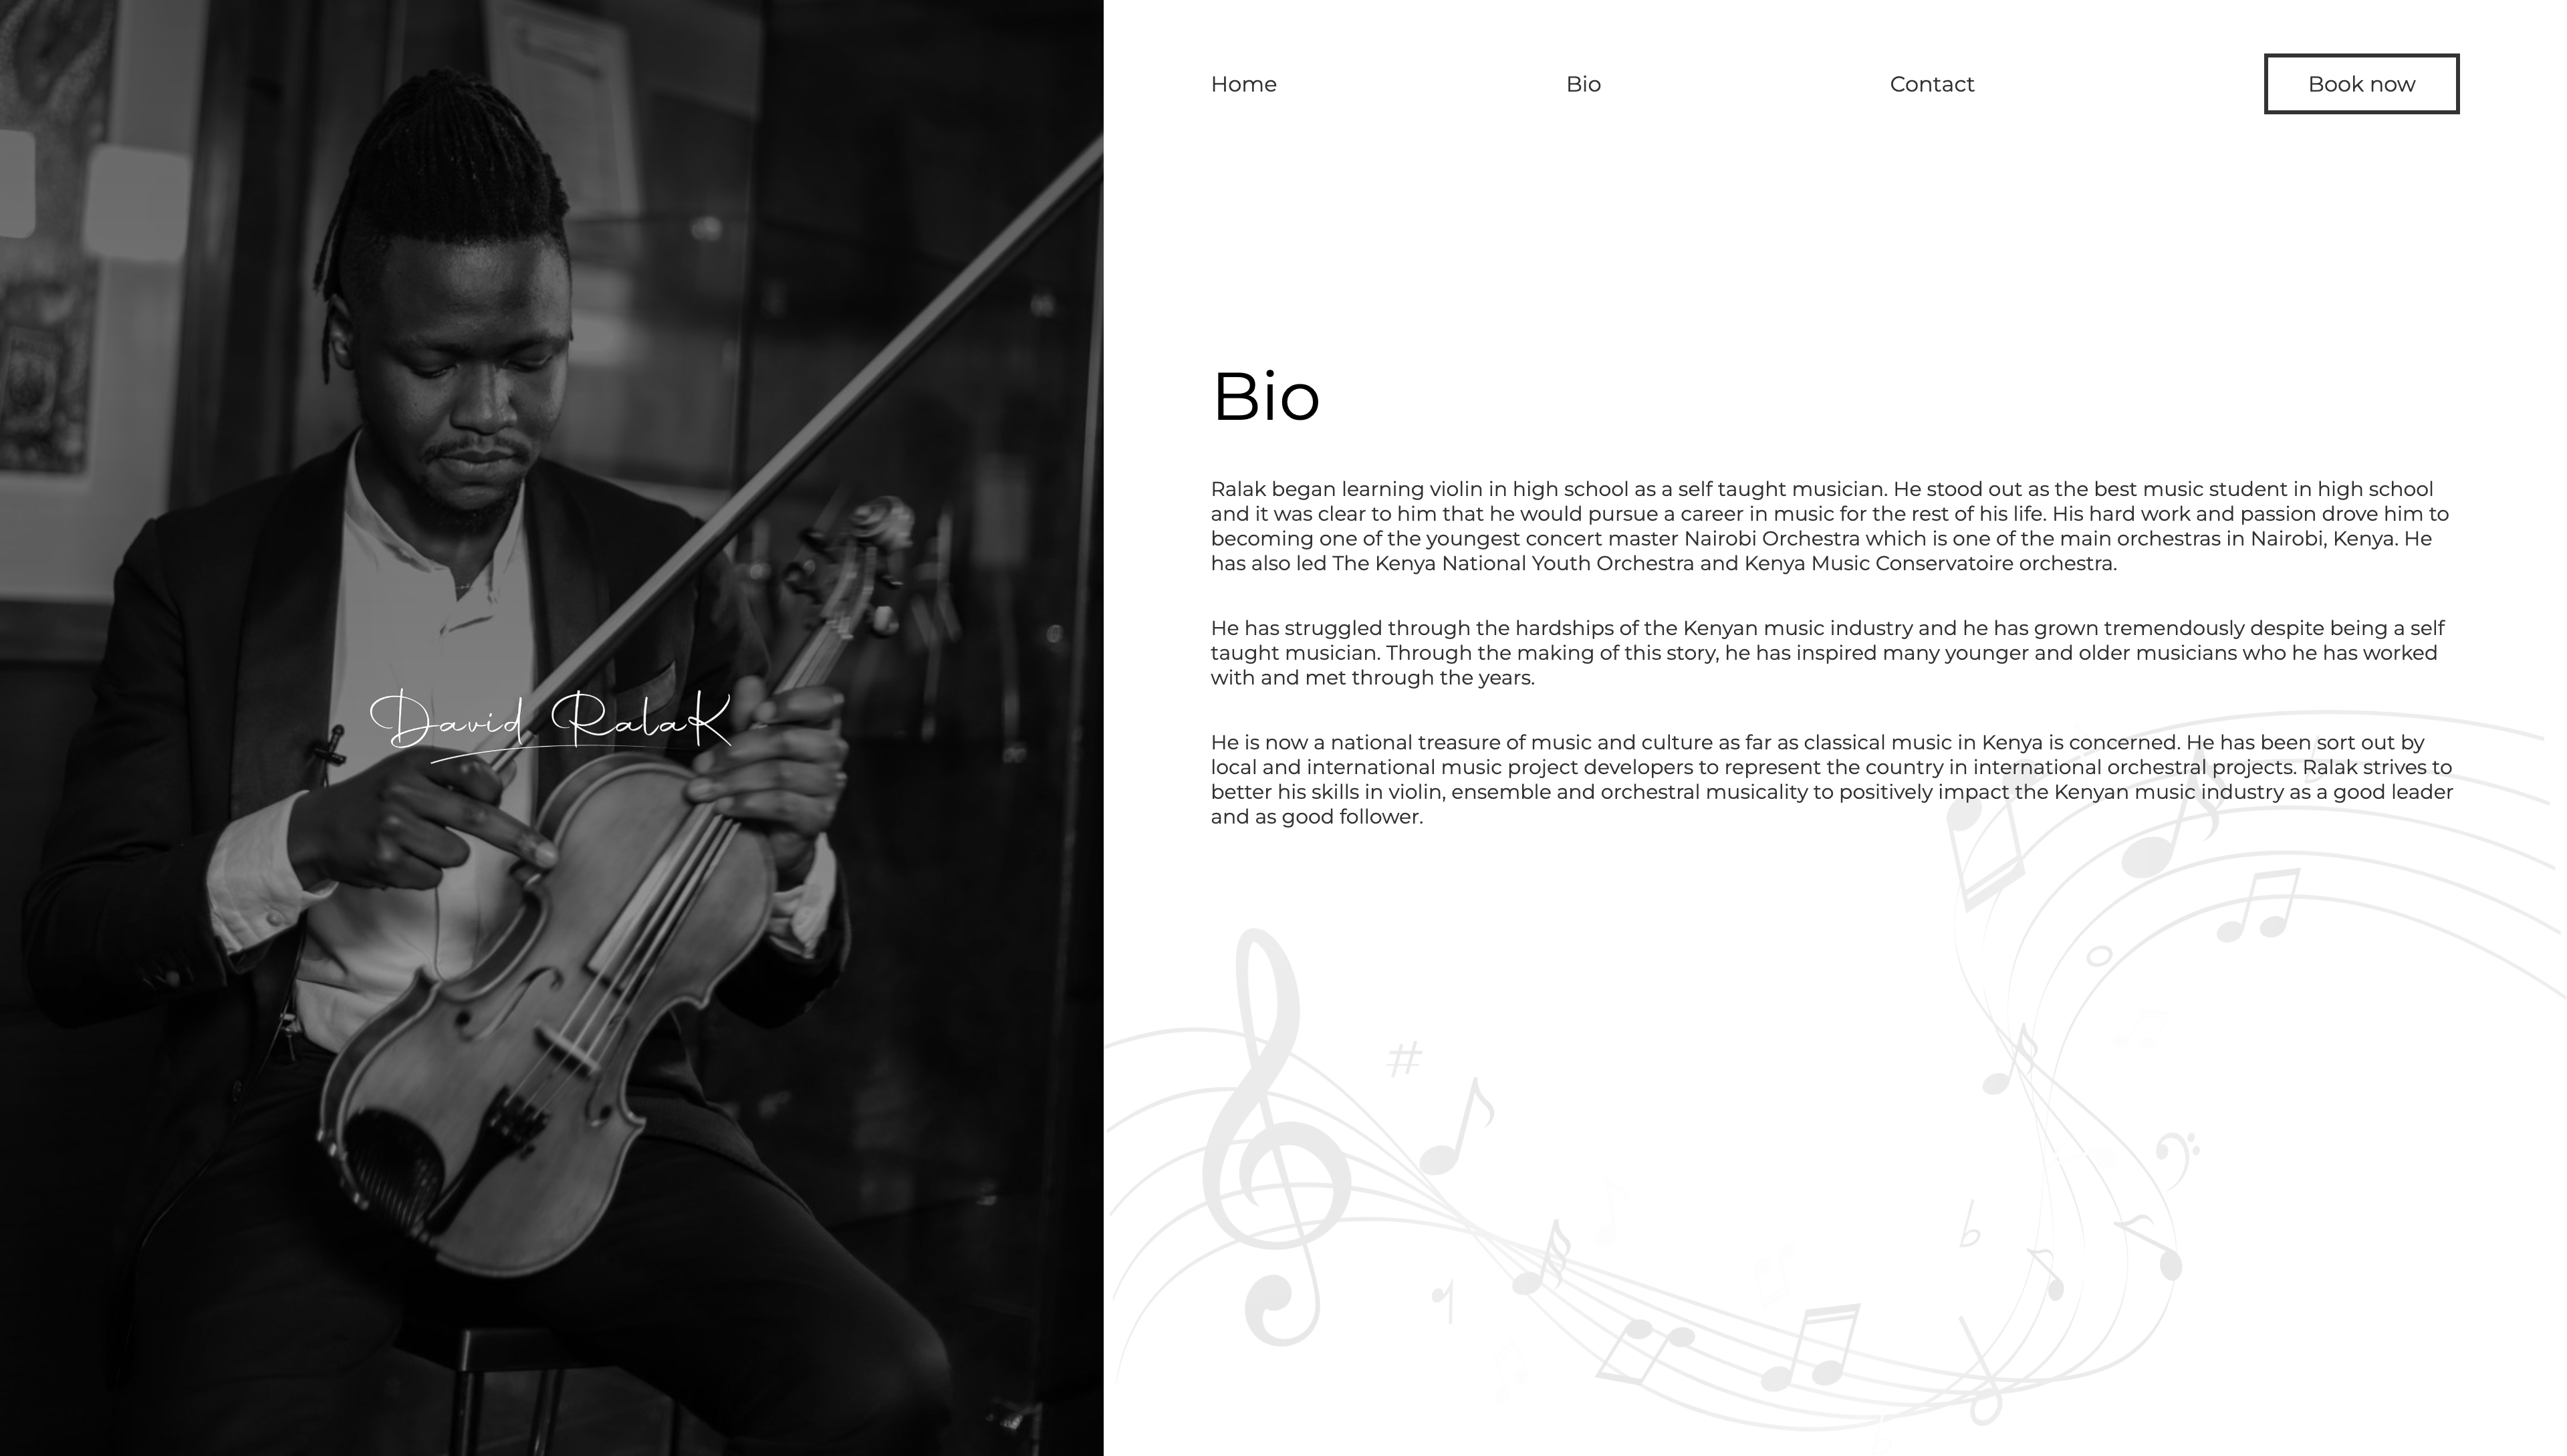 Home
Bio
Contact
Book now
David Ralak
Bio
Ralak began learning violin in high school as a self taught musician. He stood out as the best music student in high school
and it was clear to him that he would pursue a career in music for the rest of his life. His hard work and passion drove him to
becoming one of the youngest concert master Nairobi Orchestra which is one of the main orchestras in Nairobi, Kenya. He
has also led The Kenya National Youth Orchestra and Kenya Music Conservatoire orchestra.
He has struggled through the hardships of the Kenyan music industry and he has grown tremendously despite being a self
taught musician. Through the making of this story, he has inspired many younger and older musicians who he has worked
with and met through the years.
He is now a national treasure of music and culture as far as classical music in Kenya is concerned. He has been sort out by
local and international music project developers to represent the country in international orchestral projects. Ralak strives to
better his skills in violin, ensemble and orchestral musicality to positively impact the Kenyan music industry as a good leader
and as good follower.